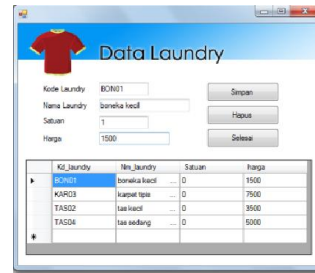 Data Laundry
Kode Laundry BON01
Nama Laundry boneka kecil
Satuan 1
Harga 1500
Simpan
Hapus
Selesai
Kd_laundry Nm_laundry Satuan harga
BON01 boneka kecil ... 0 1500
KAR03 karpet tipis ... 0 7500
TAS02 tas kecil ... 0 3500
TAS04 tas sedang ... 0 5000